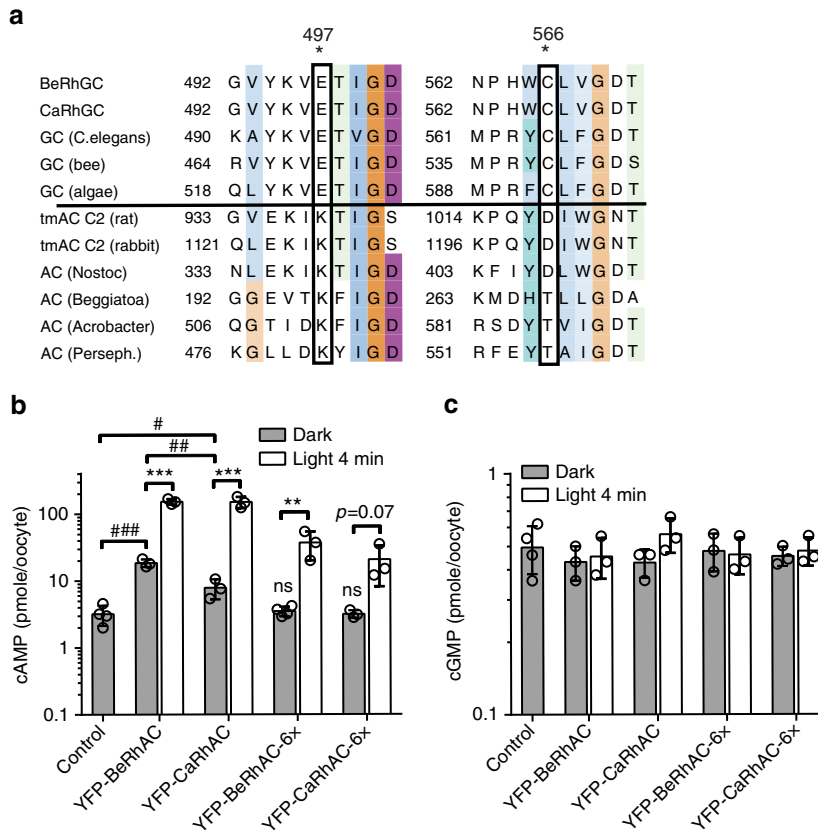 a
497 566
* *
BeRhGC 492 G V Y K V E T I G D 562 N P H W C L V G D T
CaRhGC 492 G V Y K V E T I G D 562 N P H W C L V G D T
GC (C.elegans) 490 K A Y K V E T V G D 561 M P R Y C L F G D T
GC (bee) 464 R V Y K V E T I G D 535 M P R Y C L F G D S
GC (algae) 518 Q L Y K V E T I G D 588 M P R F C L F G D T
tmAC C2 (rat) 933 G V E K I K T I G S 1014 K P Q Y D I W G N T
tmAC C2 (rabbit) 1121 Q L E K I K T I G S 1196 K P Q Y D I W G N T
AC (Nostoc) 333 N L E K I K T I G D 403 K F I Y D L W G D T
AC (Beggiatoa) 192 G G E V T K F I G D 263 K M D H T L L G D A
AC (Acrobacter) 506 Q G T I D K F I G D 581 R S D Y T V I G D T
AC (Perseph.) 476 K G L L D K Y I G D 551 R F E Y T A I G D T
b
#
##
###
*** *** **
p=0.07
ns ns
Dark
Light 4 min
cAMP (pmole/oocyte)
100
10
1
0.1
Control
YFP-BeRhAC
YFP-CaRhAC
YFP-BeRhAC-6x
YFP-CaRhAC-6x
c
Dark
Light 4 min
cGMP (pmole/oocyte)
1
0.1
Control
YFP-BeRhAC
YFP-CaRhAC
YFP-BeRhAC-6x
YFP-CaRhAC-6x